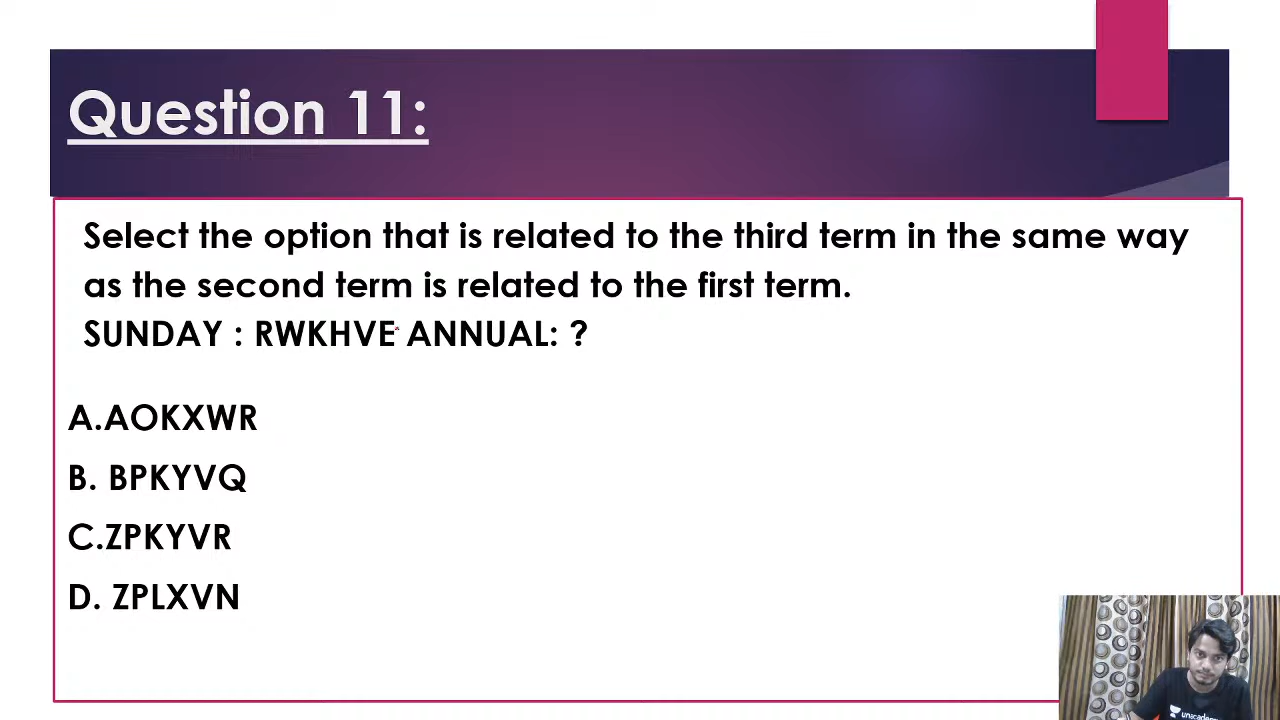 Question 11:
Select the option that is related to the third term in the same way
as the second term is related to the first term.
SUNDAY : RWKHVE ANNUAL: ?
A.AOKXWR
B. BPKYVQ
C.ZPKYVR
D. ZPLXVN